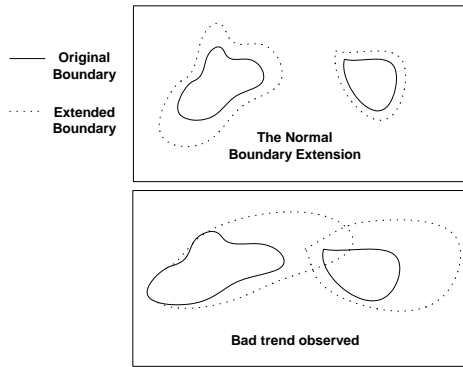 Original
Boundary
Extended
Boundary
The Normal
Boundary Extension
Bad trend observed